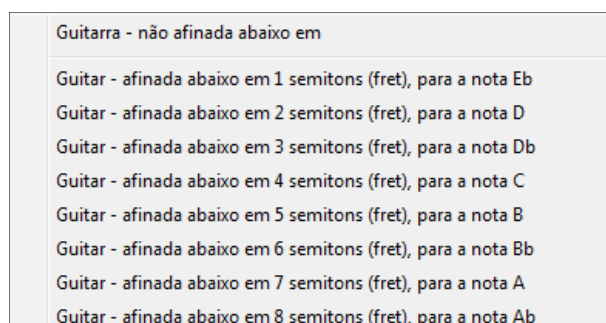 Guitarra - não afinada abaixo em
Guitar - afinada abaixo em 1 semitons (fret), para a nota Eb
Guitar - afinada abaixo em 2 semitons (fret), para a nota D
Guitar - afinada abaixo em 3 semitons (fret), para a nota Db
Guitar - afinada abaixo em 4 semitons (fret), para a nota C
Guitar - afinada abaixo em 5 semitons (fret), para a nota B
Guitar - afinada abaixo em 6 semitons (fret), para a nota Bb
Guitar - afinada abaixo em 7 semitons (fret), para a nota A
Guitar - afinada abaixo em 8 semitons (fret), para a nota Ab